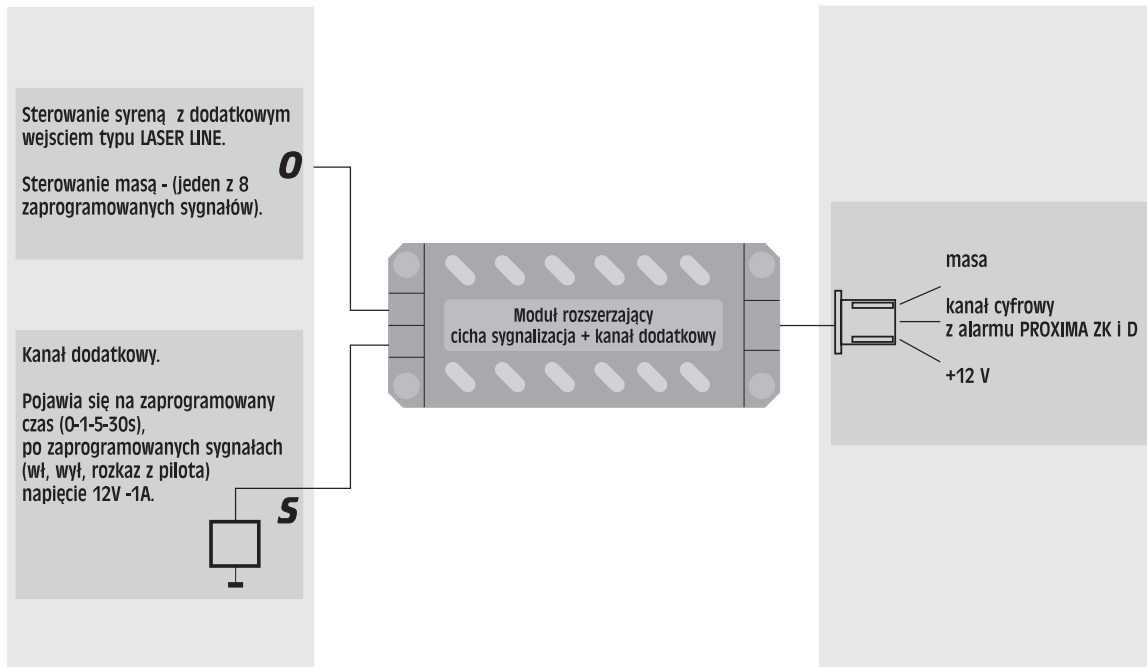 Sterowanie syreną z dodatkowym
wejsciem typu LASER LINE.
O
Sterowanie masą - (jeden z 8
zaprogramowanych sygnałów).
Kanał dodatkowy.
Pojawia się na zaprogramowany
czas (0-1-5-30s),
po zaprogramowanych sygnałach
(wł, wył, rozkaz z pilota)
napięcie 12V -1A.
S
Moduł rozszerzający
cicha sygnalizacja + kanał dodatkowy
masa
kanał cyfrowy
z alarmu PROXIMA ZK i D
+12 V